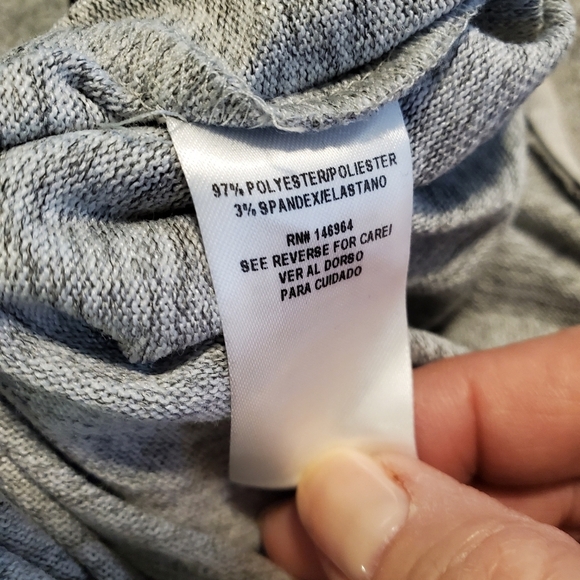 97% POLYESTER/POLIESTER
3% SPANDEX/ELASTANO
RN# 146964
SEE REVERSE FOR CARE/
VER AL DORSO
PARA CUIDADO